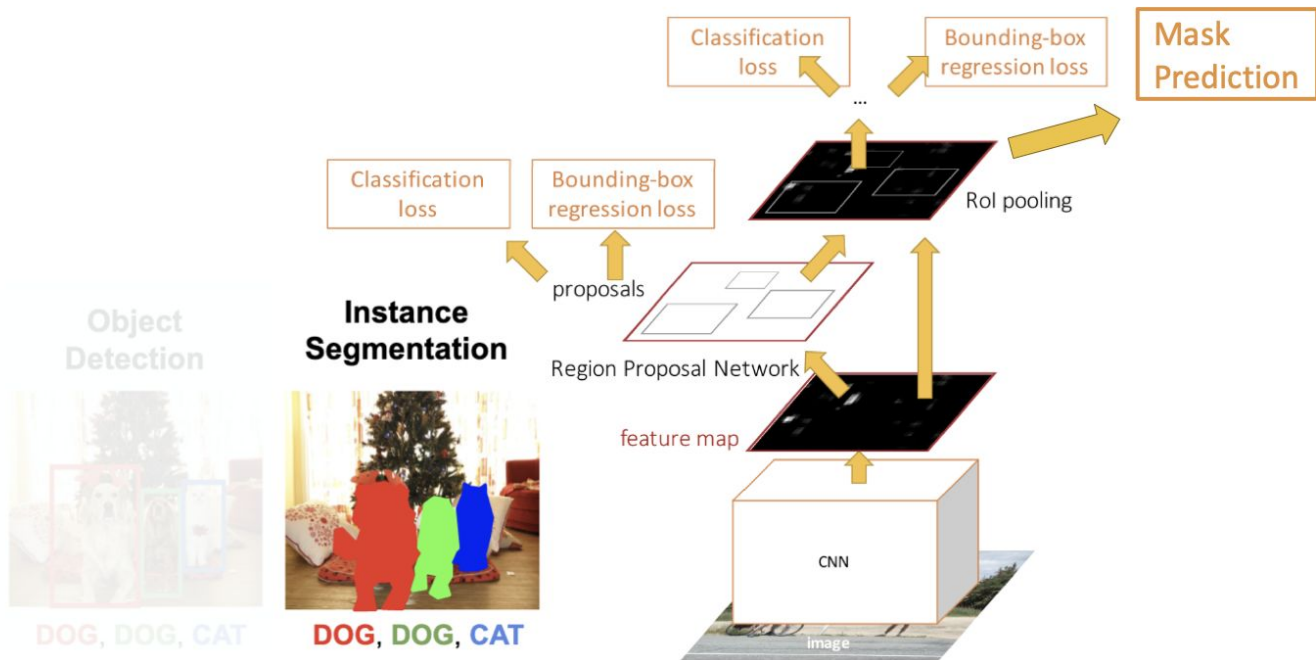 Classification
loss
Bounding-box
regression loss
Mask
Prediction
...
Classification
loss
Bounding-box
regression loss
RoI pooling
proposals
Object
Detection
Instance
Segmentation
Region Proposal Network
feature map
CNN
image
DOG, DOG, CAT
DOG, DOG, CAT